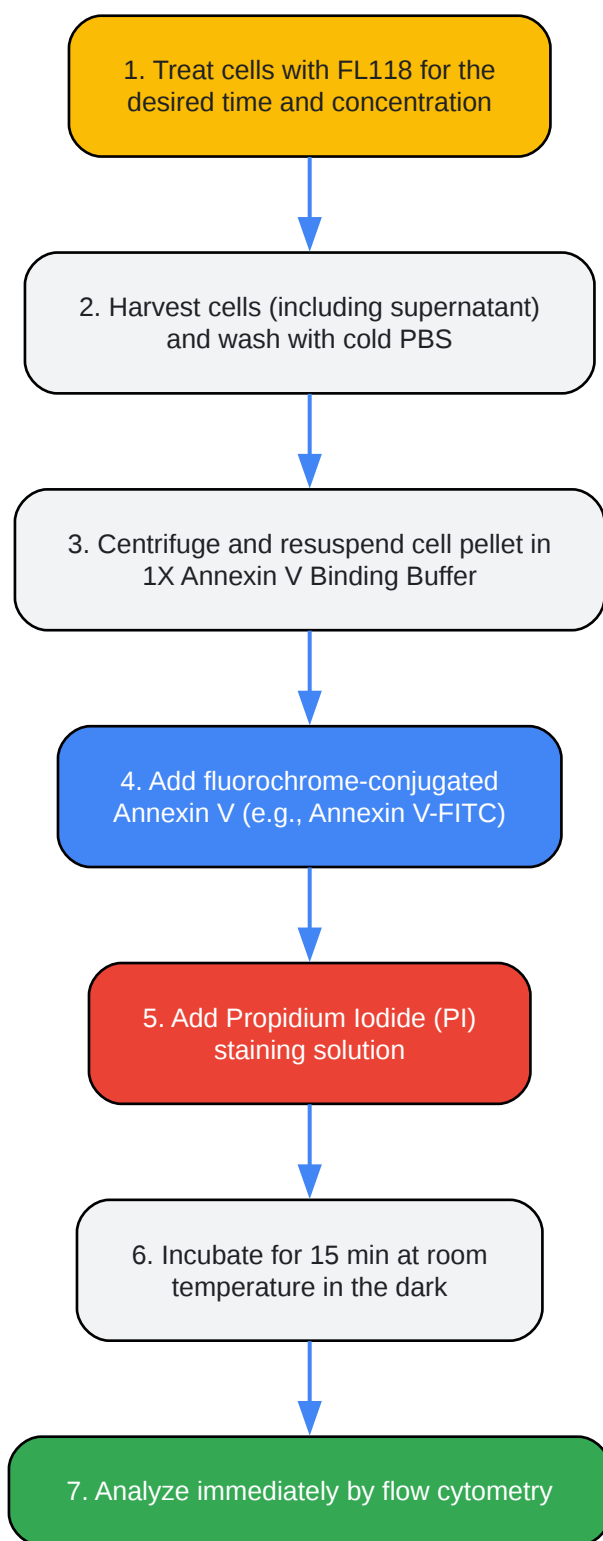 1. Treat cells with FL118 for the
desired time and concentration
2. Harvest cells (including supernatant)
and wash with cold PBS
3. Centrifuge and resuspend cell pellet in
1X Annexin V Binding Buffer
4. Add fluorochrome-conjugated
Annexin V (e.g., Annexin V-FITC)
5. Add Propidium Iodide (PI)
staining solution
6. Incubate for 15 min at room
temperature in the dark
7. Analyze immediately by flow cytometry